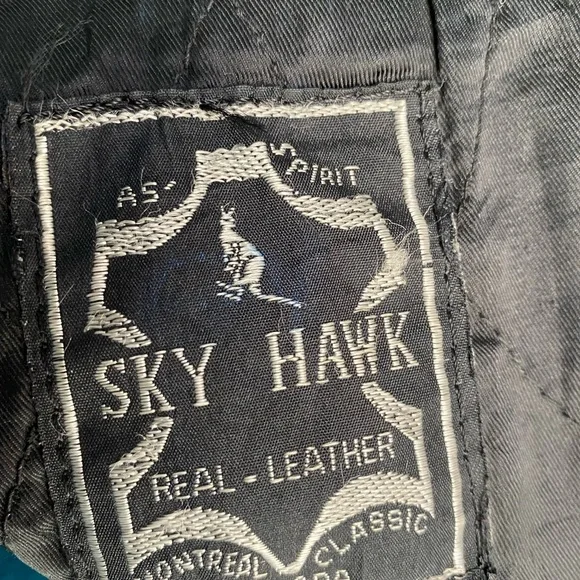 AS' SPIRIT
SKY HAWK
REAL - LEATHER
MONTREAL CLASSIC